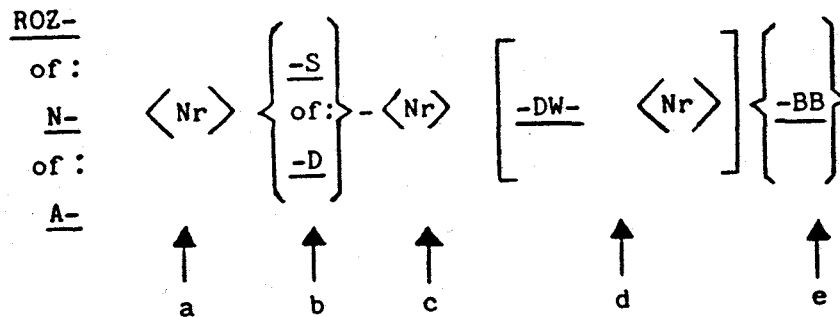 ROZ-
of:
N-
of:
A-
<Nr> { -S of: -D } - <Nr> [ -DW- <Nr> ] { -BB }
a b c d e